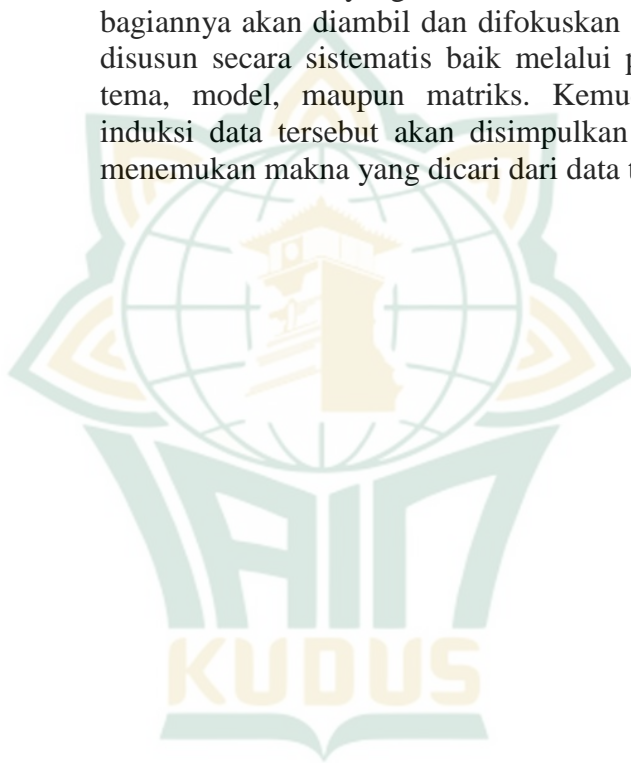 bagiannya akan diambil dan difokuskan
disusun secara sistematis baik melalui
tema, model, maupun matriks.
induksi data tersebut akan disimpulkan
menemukan makna yang dicari dari data
IAIN
KUDUS